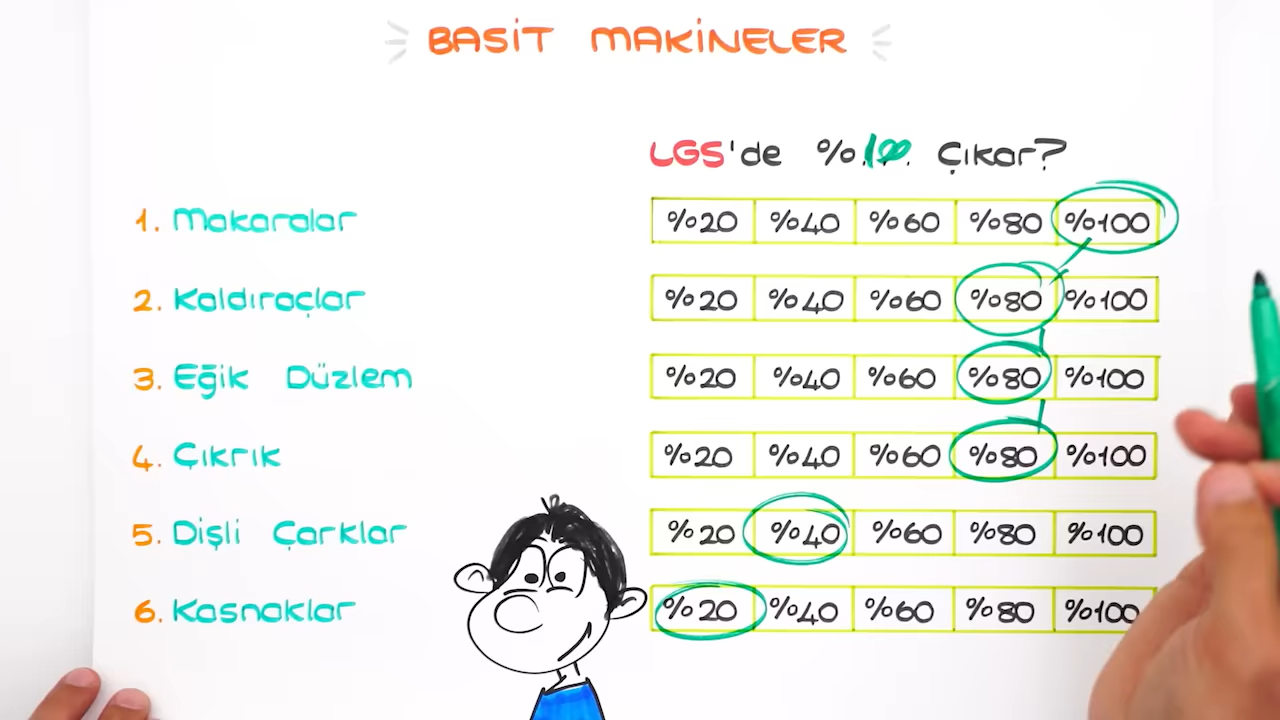 BASİT MAKİNELER
LGS'de %100 Çıkar?
1. Makaralar %20 %40 %60 %80 %100
2. Kaldıraçlar %20 %40 %60 %80 %100
3. Eğik Düzlem %20 %40 %60 %80 %100
4. Çıkrık %20 %40 %60 %80 %100
5. Dişli Çarklar %20 %40 %60 %80 %100
6. Kasnaklar %20 %40 %60 %80 %100